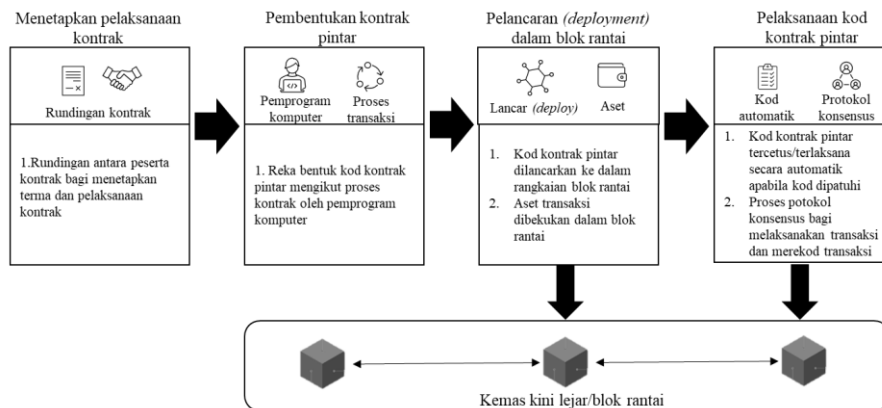 Menetapkan pelaksanaan
kontrak
Rundingan kontrak
1.Rundingan antara peserta
kontrak bagi menetapkan
terma dan pelaksanaan
kontrak
Pembentukan kontrak
pintar
Pemprogram
komputer
Proses
transaksi
1. Reka bentuk kod kontrak
pintar mengikut proses
kontrak oleh pemprogram
komputer
Pelancaran (deployment)
dalam blok rantai
Lancar (deploy)
Aset
1. Kod kontrak pintar
dilancarkan ke dalam
rangkaian blok rantai
2. Aset transaksi
dibekukan dalam blok
rantai
Pelaksanaan kod
kontrak pintar
Kod
automatik
Protokol
konsensus
1. Kod kontrak pintar
tercetus/terlaksana
secara automatik
apabila kod dipatuhi
2. Proses potokol
konsensus bagi
melaksanakan transaksi
dan merekod transaksi
Kemas kini lejar/blok rantai